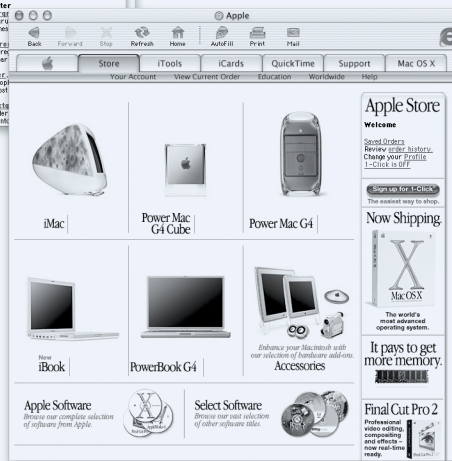 Apple
Back
Forward
Stop
Refresh
Home
AutoFill
Print
Mail
Store
iTools
iCards
QuickTime
Support
Mac OS X
Your Account
View Current Order
Education
Worldwide
Help
iMac
Power Mac
G4 Cube
Power Mac G4
New
iBook
PowerBook G4
Enhance your Macintosh with
our selection of hardware add-ons.
Accessories
Apple Software
Browse our complete selection
of software from Apple.
Select Software
Browse our vast selection
of other software titles.
Apple Store
Welcome
Saved Orders
Review order history.
Change your Profile
1-Click is OFF
Sign up for 1-Click
The easiest way to shop.
Now Shipping.
Mac OS X
The world's
most advanced
operating system.
It pays to get
more memory.
Final Cut Pro 2
Professional
video editing,
compositing
and effects –
now real-time
ready.